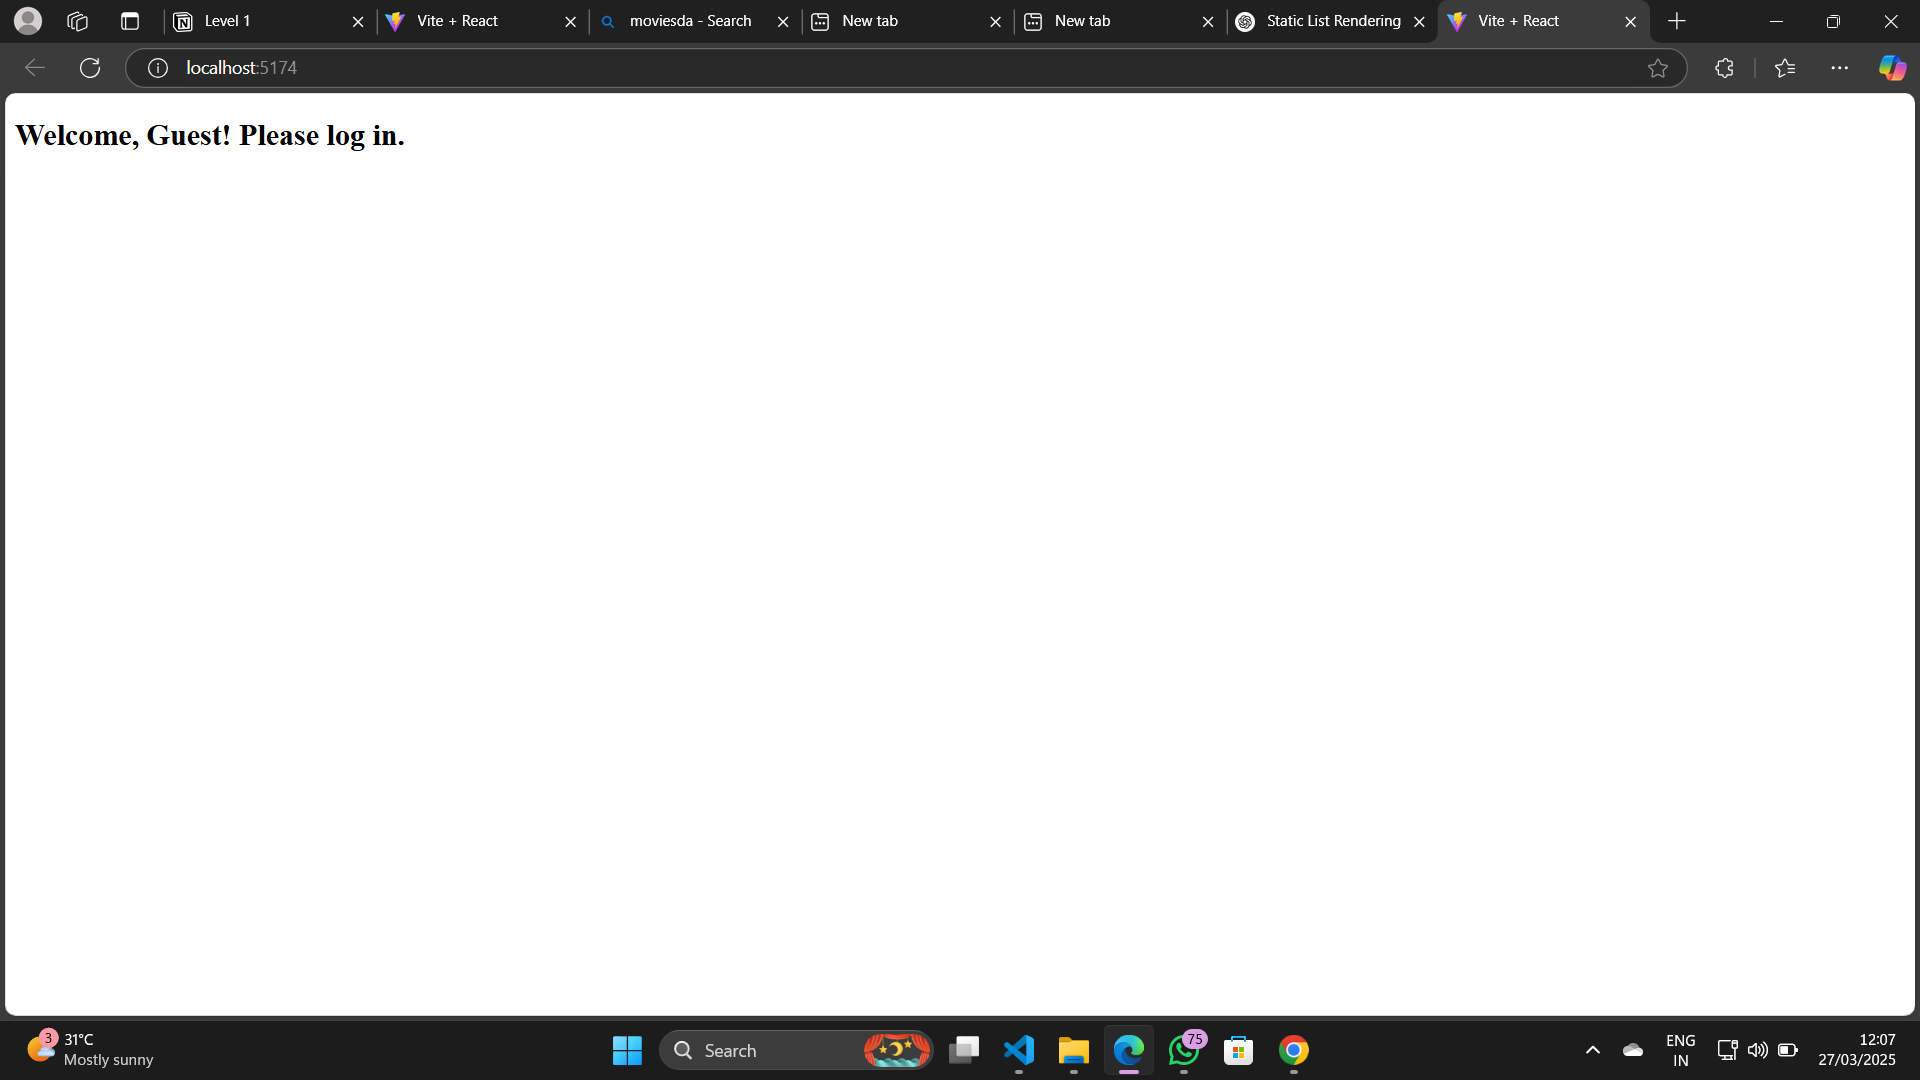 Level 1
Vite + React
moviesda - Search
New tab
New tab
Static List Rendering
Vite + React
localhost:5174
Welcome, Guest! Please log in.
3
31°C
Mostly sunny
Search
75
ENG
IN
12:07
27/03/2025